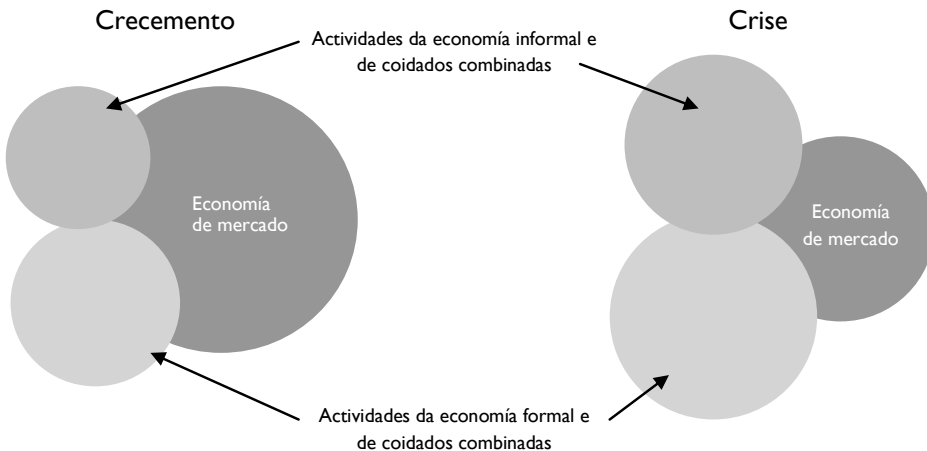 Crecemento
Crise
Actividades da economía informal e
de coidados combinadas
Economía
de mercado
Economía
de mercado
Actividades da economía formal e
de coidados combinadas